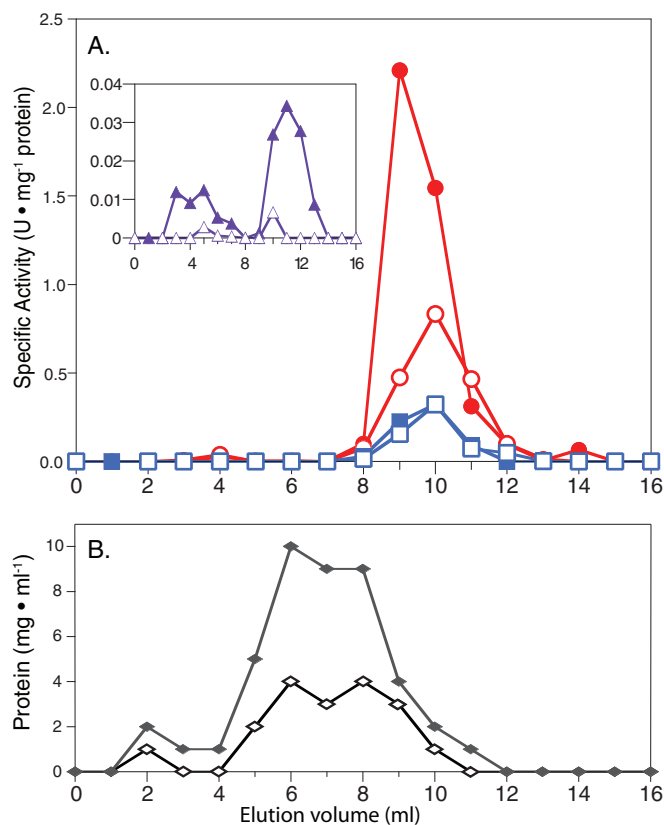 A.
Specific Activity (U • mg⁻¹ protein)
2.5
2.0
1.5
1.0
0.5
0.0
0.04
0.03
0.02
0.01
0
0 4 8 12 16
0 2 4 6 8 10 12 14 16
B.
Protein (mg • ml⁻¹)
10
8
6
4
2
0
0 2 4 6 8 10 12 14 16
Elution volume (ml)